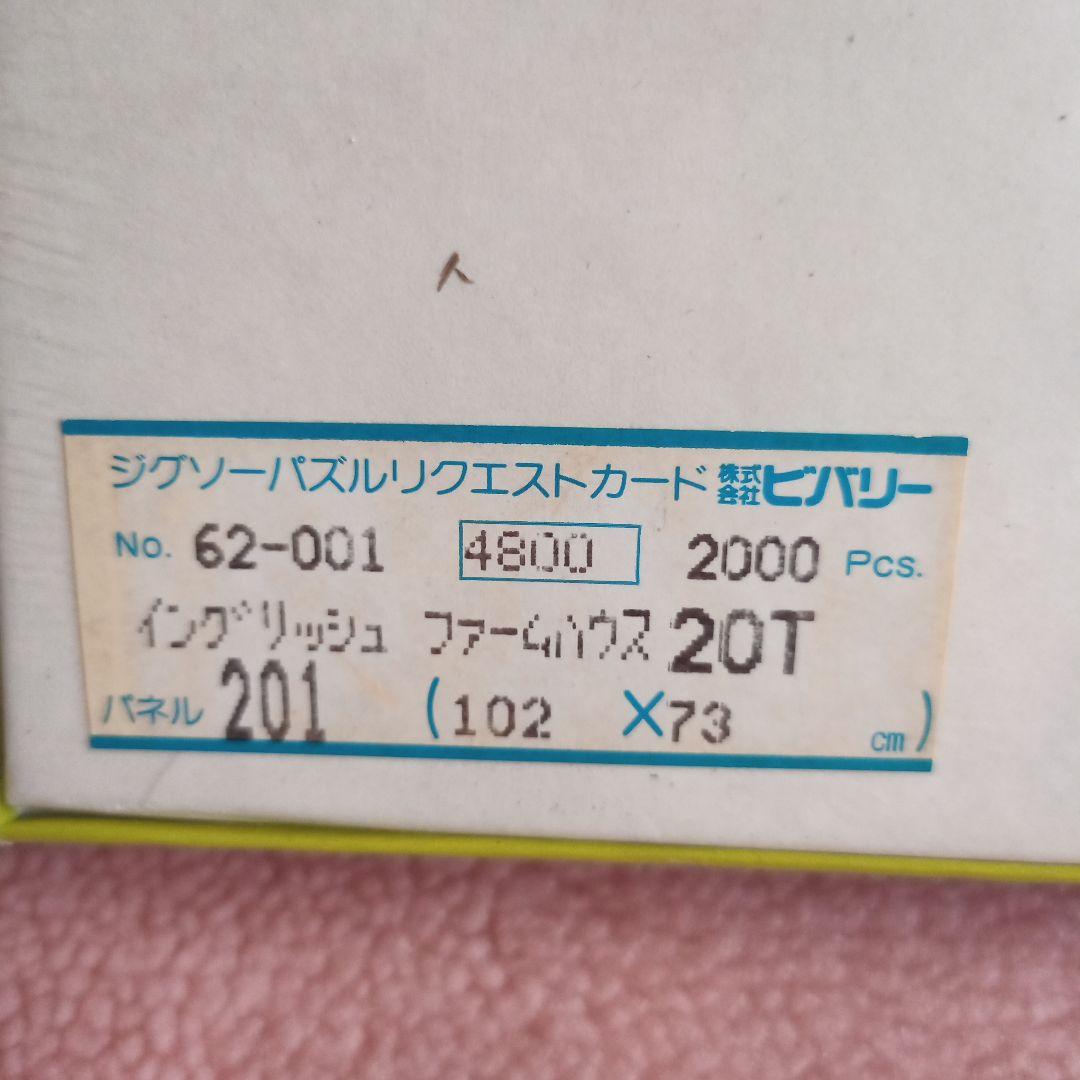 ジグソーパズルリクエストカード 株式会社ビバリー
No. 62-001 4800 2000 Pcs.
イングリッシュ ファームハウス 20T
パネル 201 (102 ×73 cm)